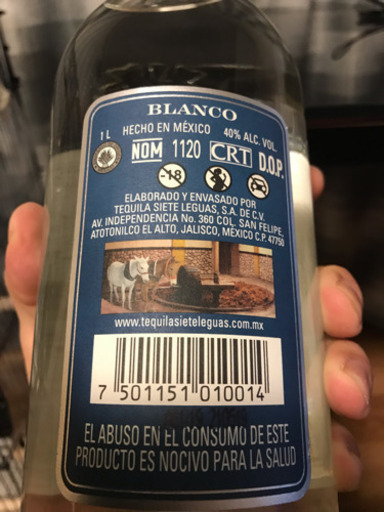 BLANCO
1 L HECHO EN MÉXICO 40% ALC. VOL.
NOM 1120 CRT D.O.P.
-18
ELABORADO Y ENVASADO POR
TEQUILA SIETE LEGUAS, S.A. DE C.V.
AV. INDEPENDENCIA No. 360 COL. SAN FELIPE,
ATOTONILCO EL ALTO, JALISCO, MÉXICO C.P. 47750
www.tequilasieteleguas.com.mx
7 501151 010014
EL ABUSO EN EL CONSUMO DE ESTE
PRODUCTO ES NOCIVO PARA LA SALUD